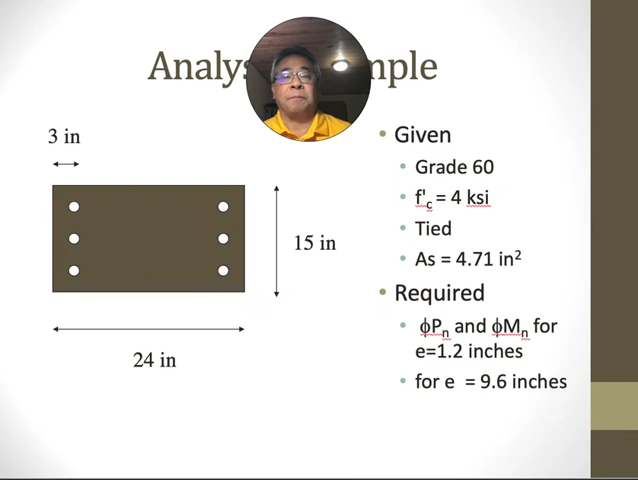 Analys mple
3 in
15 in
24 in
Given
Grade 60
f'c = 4 ksi
Tied
As = 4.71 in²
Required
ϕPn and ϕMn for
e=1.2 inches
for e = 9.6 inches